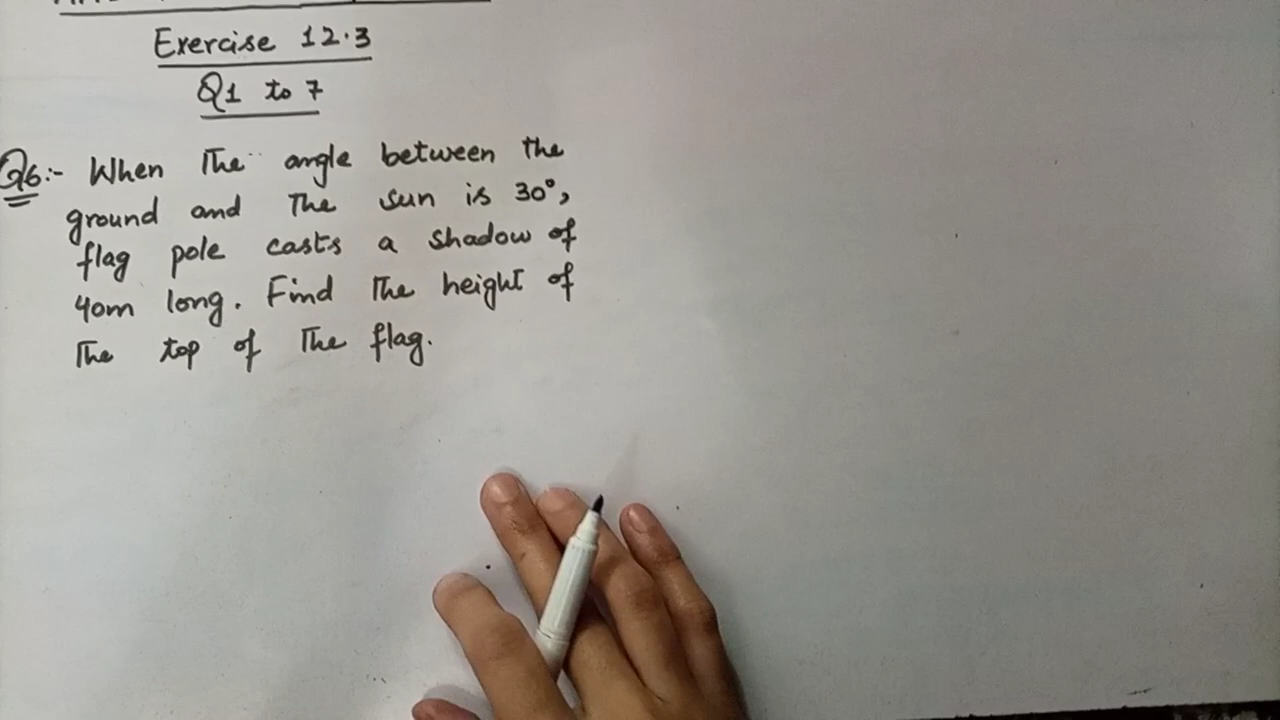 Exercise 12.3
Q1 to 7
Q6:- When The angle between the
ground and The sun is 30°,
flag pole casts a shadow of
40m long. Find The height of
The top of The flag.